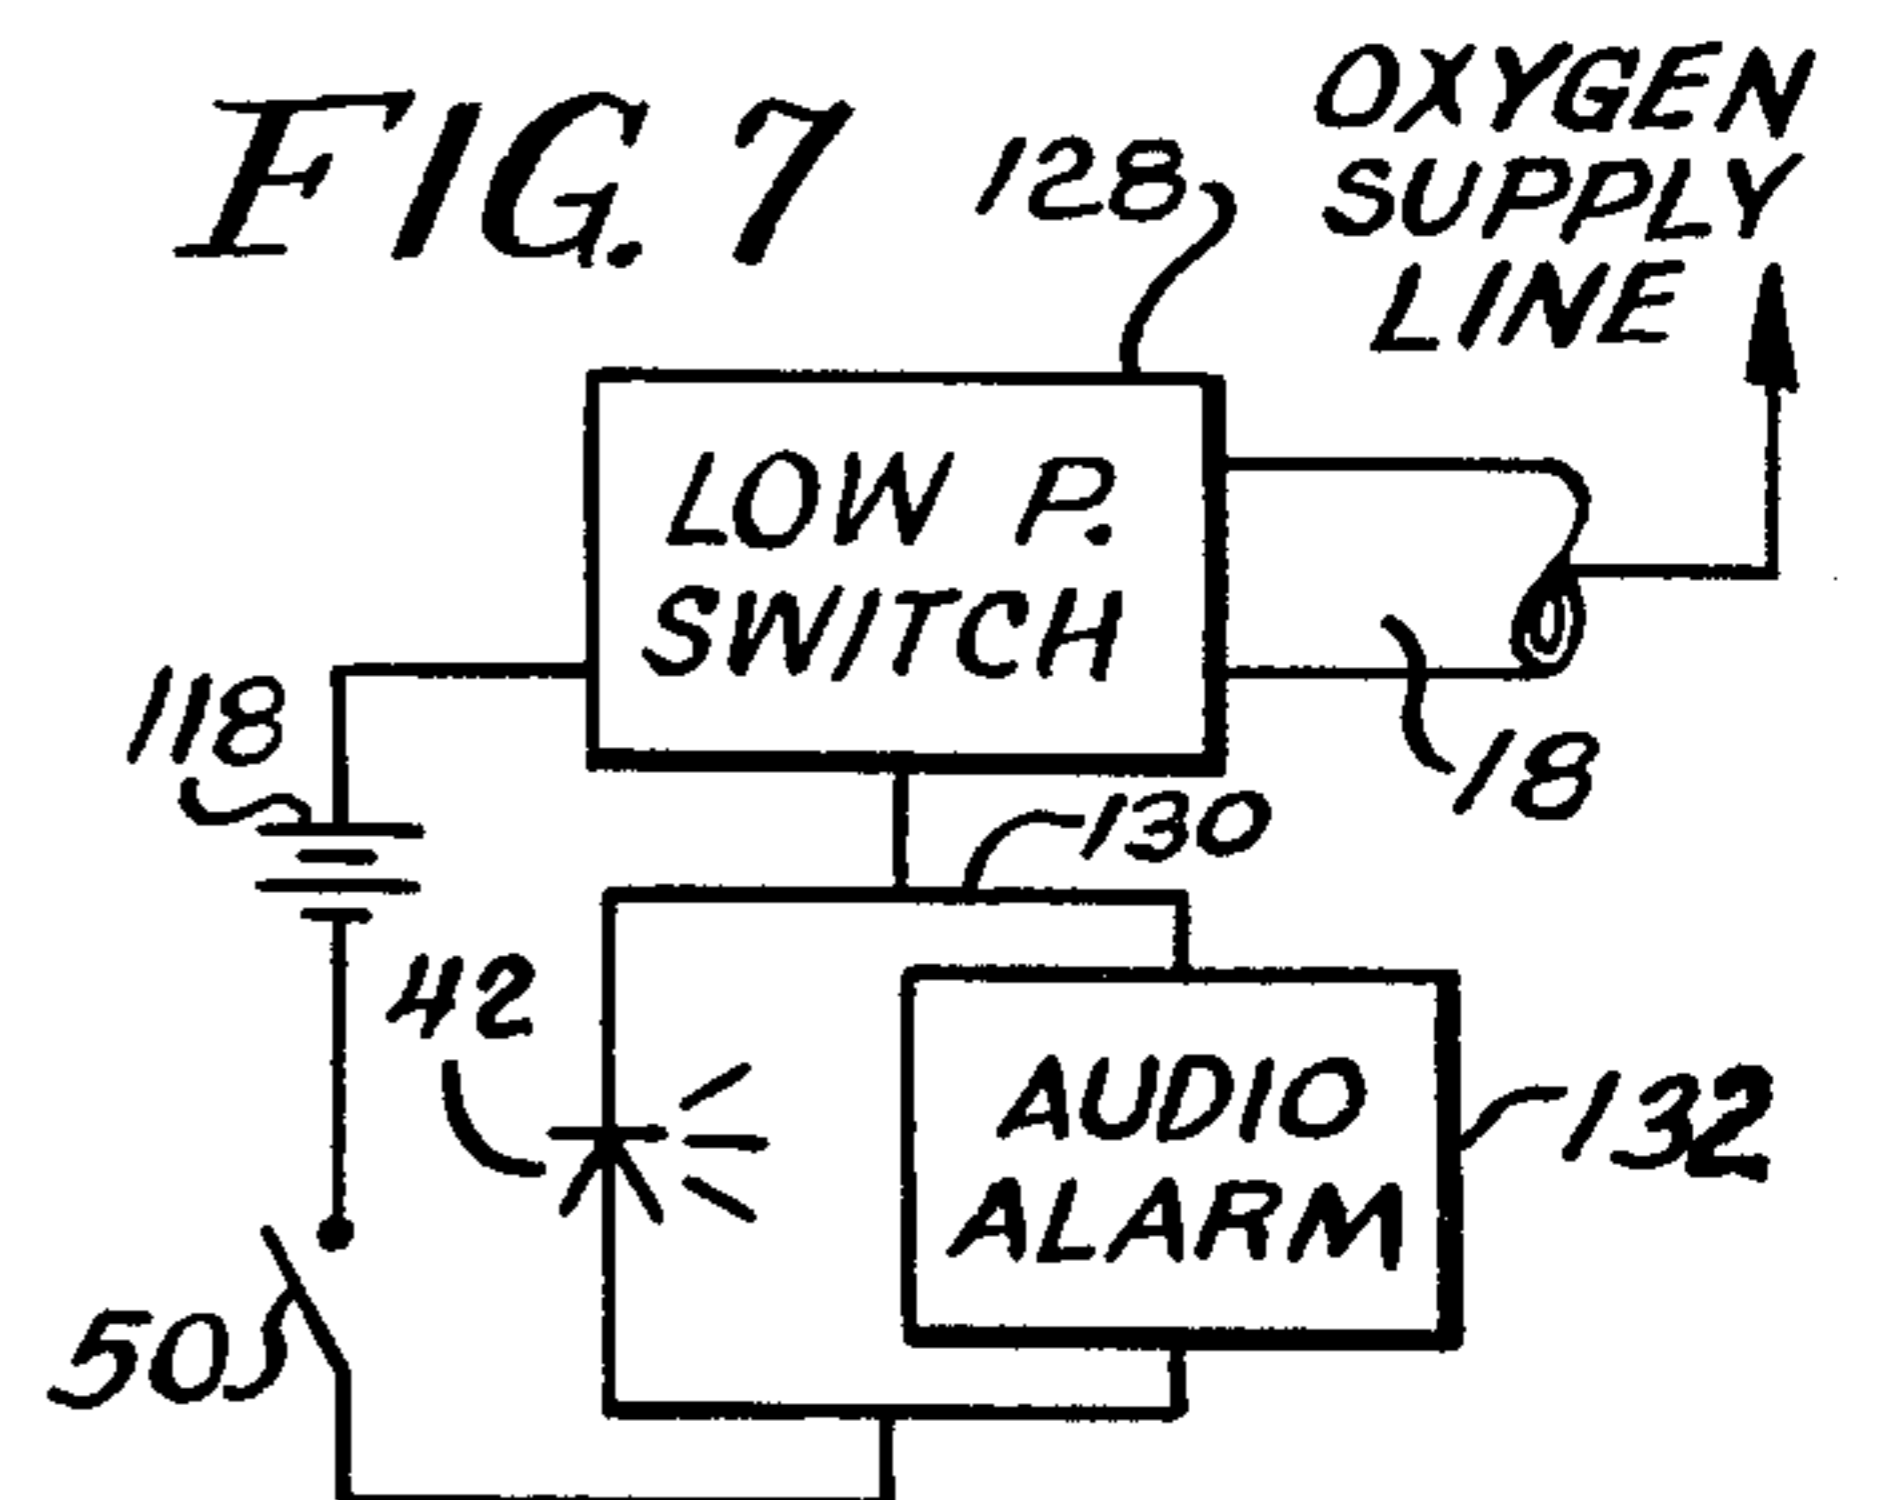 FIG. 7
128
OXYGEN
SUPPLY
LINE
LOW P.
SWITCH
118
18
130
42
AUDIO
ALARM
132
50